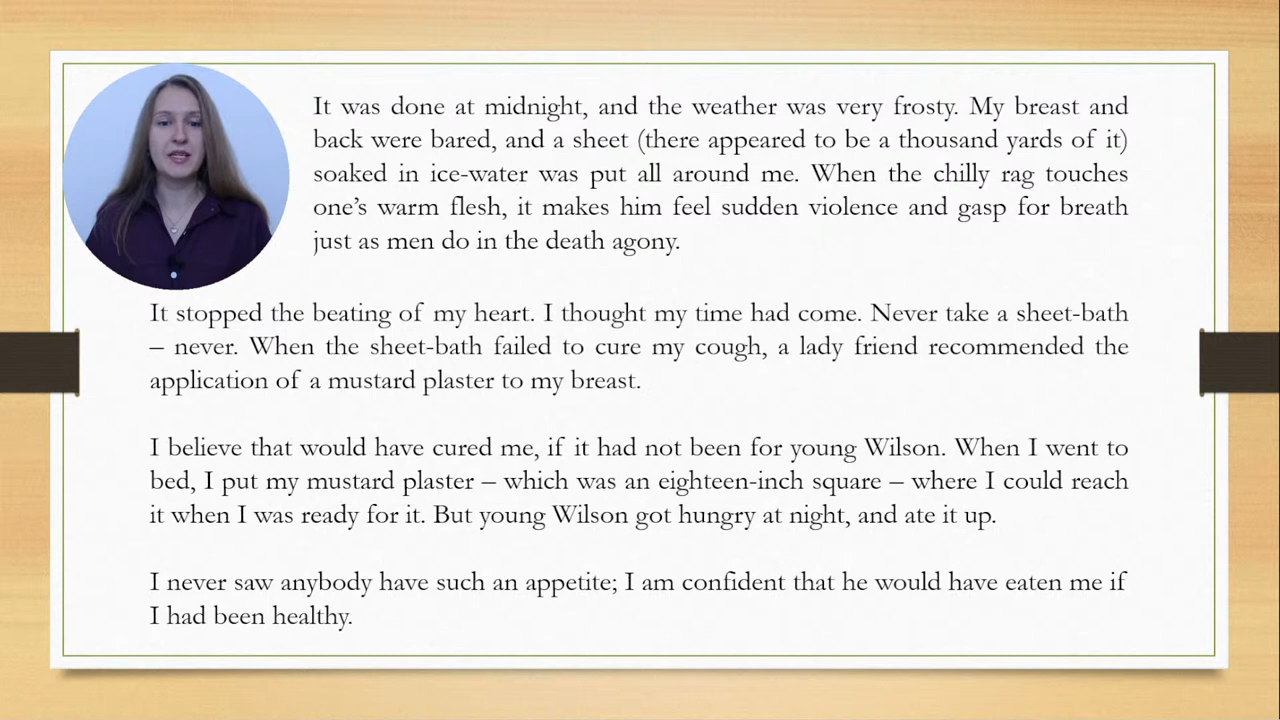 It was done at midnight, and the weather was very frosty. My breast and
back were bared, and a sheet (there appeared to be a thousand yards of it)
soaked in ice-water was put all around me. When the chilly rag touches
one’s warm flesh, it makes him feel sudden violence and gasp for breath
just as men do in the death agony.
It stopped the beating of my heart. I thought my time had come. Never take a sheet-bath
– never. When the sheet-bath failed to cure my cough, a lady friend recommended the
application of a mustard plaster to my breast.
I believe that would have cured me, if it had not been for young Wilson. When I went to
bed, I put my mustard plaster – which was an eighteen-inch square – where I could reach
it when I was ready for it. But young Wilson got hungry at night, and ate it up.
I never saw anybody have such an appetite; I am confident that he would have eaten me if
I had been healthy.